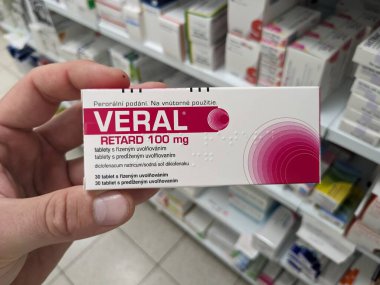 Perorální podání. Na vnútorné použitie.
VERAL®
RETARD 100 mg
tablety s řízeným uvolňováním
tablety s predĺženým uvoľňovaním
diclofenacum natricum/sodná soľ diklofenaku
30 tablet s řízeným uvolňováním
30 tabliet s predĺženým uvoľňovaním